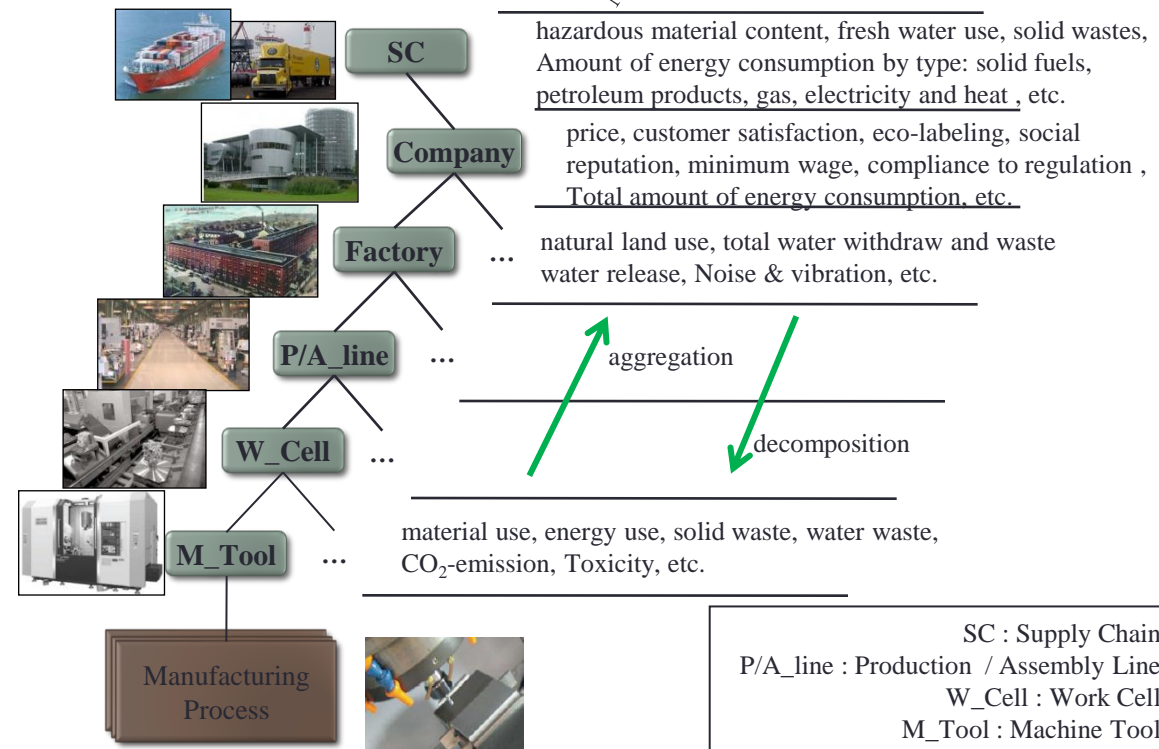 SC
hazardous material content, fresh water use, solid wastes,
Amount of energy consumption by type: solid fuels,
petroleum products, gas, electricity and heat , etc.
Company
price, customer satisfaction, eco-labeling, social
reputation, minimum wage, compliance to regulation ,
Total amount of energy consumption, etc.
Factory
...
natural land use, total water withdraw and waste
water release, Noise & vibration, etc.
P/A_line
...
aggregation
W_Cell
...
decomposition
M_Tool
...
material use, energy use, solid waste, water waste,
CO₂-emission, Toxicity, etc.
Manufacturing
Process
SC : Supply Chain
P/A_line : Production / Assembly Line
W_Cell : Work Cell
M_Tool : Machine Tool